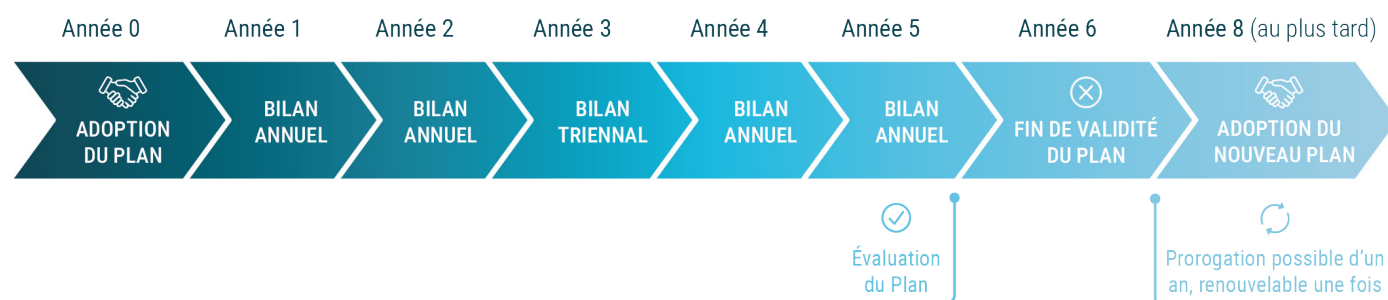 Année 0
Année 1
Année 2
Année 3
Année 4
Année 5
Année 6
Année 8 (au plus tard)
ADOPTION
DU PLAN
BILAN
ANNUEL
BILAN
ANNUEL
BILAN
TRIENNAL
BILAN
ANNUEL
BILAN
ANNUEL
FIN DE VALIDITÉ
DU PLAN
ADOPTION DU
NOUVEAU PLAN
Évaluation
du Plan
Prorogation possible d'un
an, renouvelable une fois